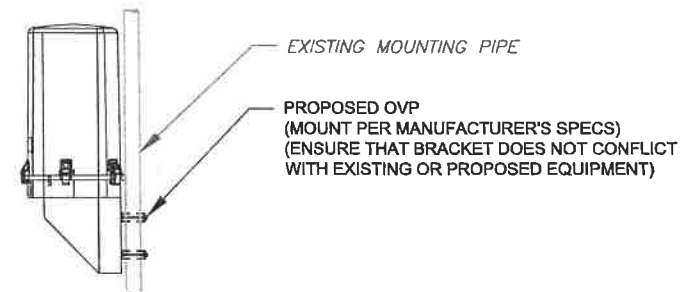 EXISTING MOUNTING PIPE
PROPOSED OVP
(MOUNT PER MANUFACTURER'S SPECS)
(ENSURE THAT BRACKET DOES NOT CONFLICT
WITH EXISTING OR PROPOSED EQUIPMENT)